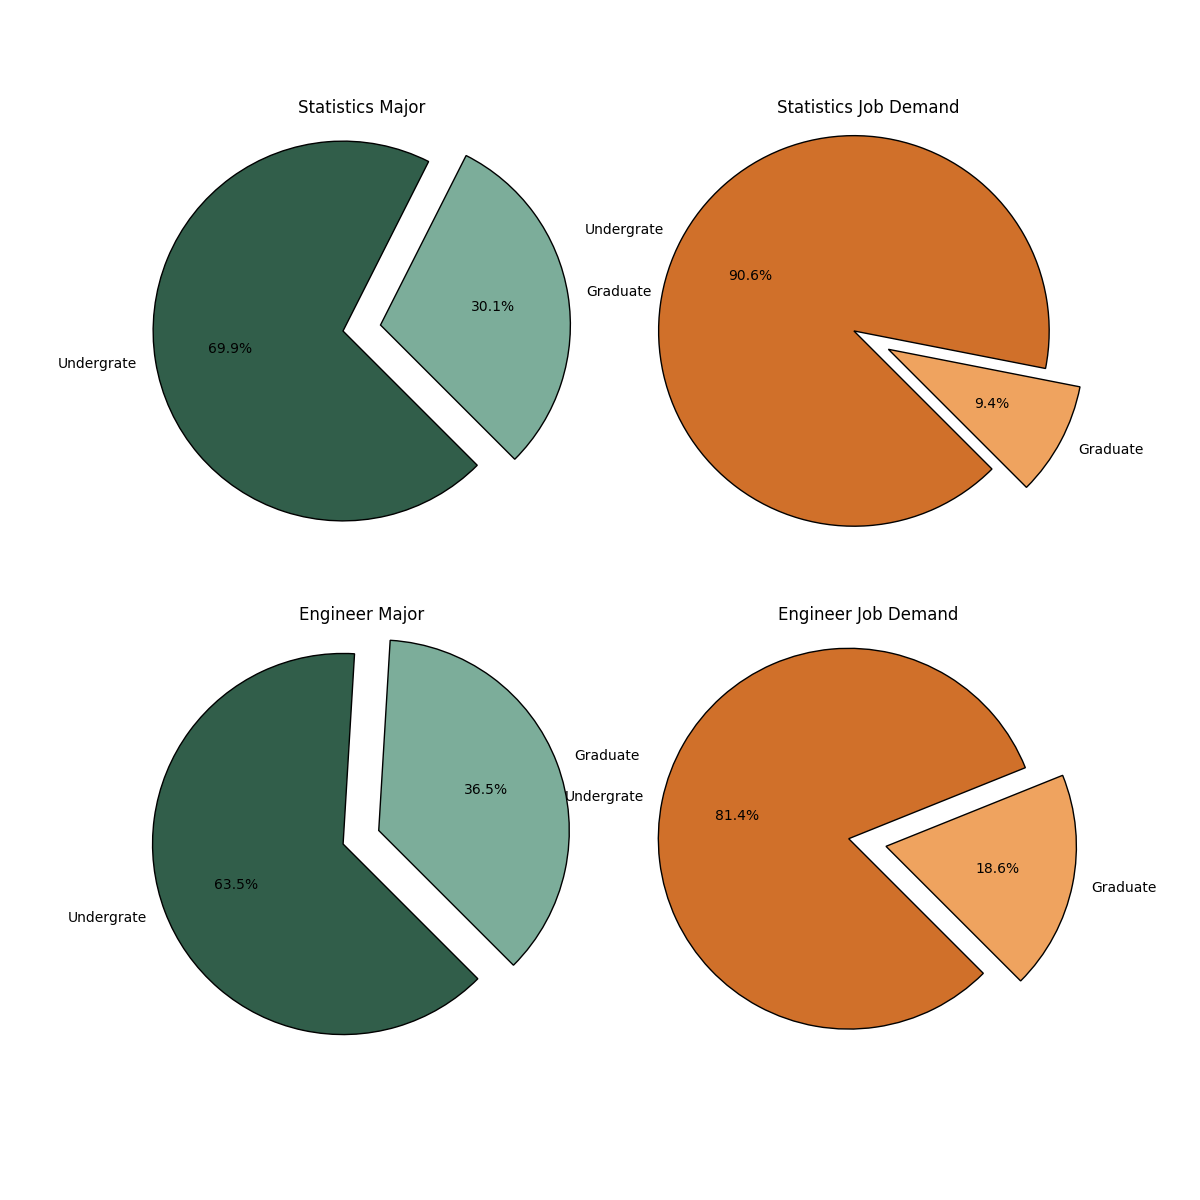 Statistics Major
Undergrate
69.9%
30.1%
Graduate
Statistics Job Demand
Undergrate
90.6%
9.4%
Graduate
Engineer Major
Undergrate
63.5%
36.5%
Graduate
Engineer Job Demand
Undergrate
81.4%
18.6%
Graduate